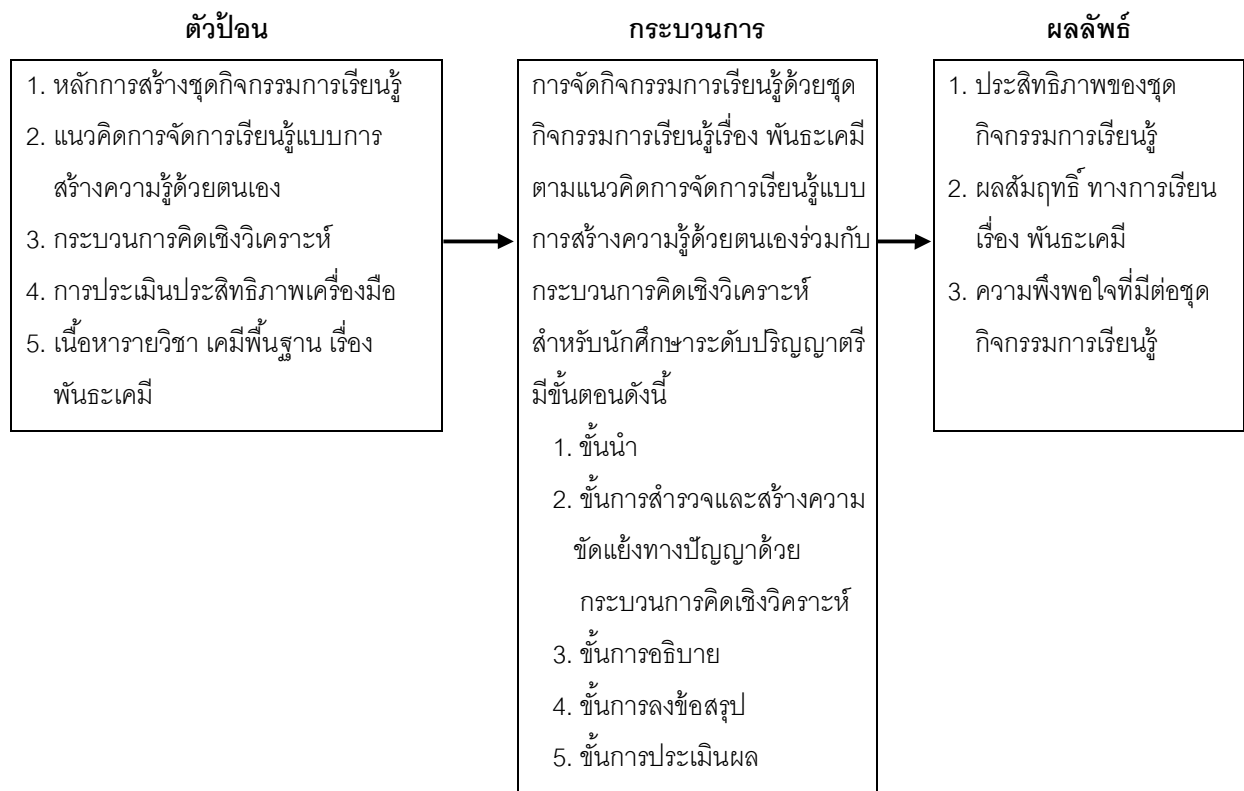 ตัวป้อน
1. หลักการสร้างชุดกิจกรรมการเรียนรู้
2. แนวคิดการจัดการเรียนรู้แบบการ
สร้างความรู้ด้วยตนเอง
3. กระบวนการคิดเชิงวิเคราะห์
4. การประเมินประสิทธิภาพเครื่องมือ
5. เนื้อหารายวิชา เคมีพื้นฐาน เรื่อง
พันธะเคมี
กระบวนการ
การจัดกิจกรรมการเรียนรู้ด้วยชุด
กิจกรรมการเรียนรู้เรื่อง พันธะเคมี
ตามแนวคิดการจัดการเรียนรู้แบบ
การสร้างความรู้ด้วยตนเองร่วมกับ
กระบวนการคิดเชิงวิเคราะห์
สำหรับนักศึกษาระดับปริญญาตรี
มีขั้นตอนดังนี้
1. ขั้นนำ
2. ขั้นการสำรวจและสร้างความ
ขัดแย้งทางปัญญาด้วย
กระบวนการคิดเชิงวิคราะห์
3. ขั้นการอธิบาย
4. ขั้นการลงข้อสรุป
5. ขั้นการประเมินผล
ผลลัพธ์
1. ประสิทธิภาพของชุด
กิจกรรมการเรียนรู้
2. ผลสัมฤทธิ์ ทางการเรียน
เรื่อง พันธะเคมี
3. ความพึงพอใจที่มีต่อชุด
กิจกรรมการเรียนรู้